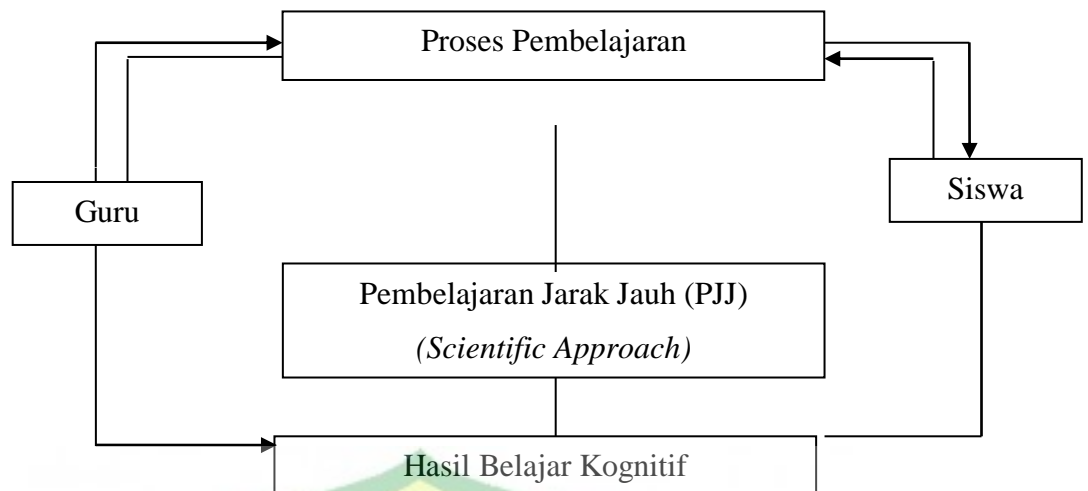 Proses Pembelajaran
Guru
Siswa
Pembelajaran Jarak Jauh (PJJ)
(Scientific Approach)
Hasil Belajar Kognitif